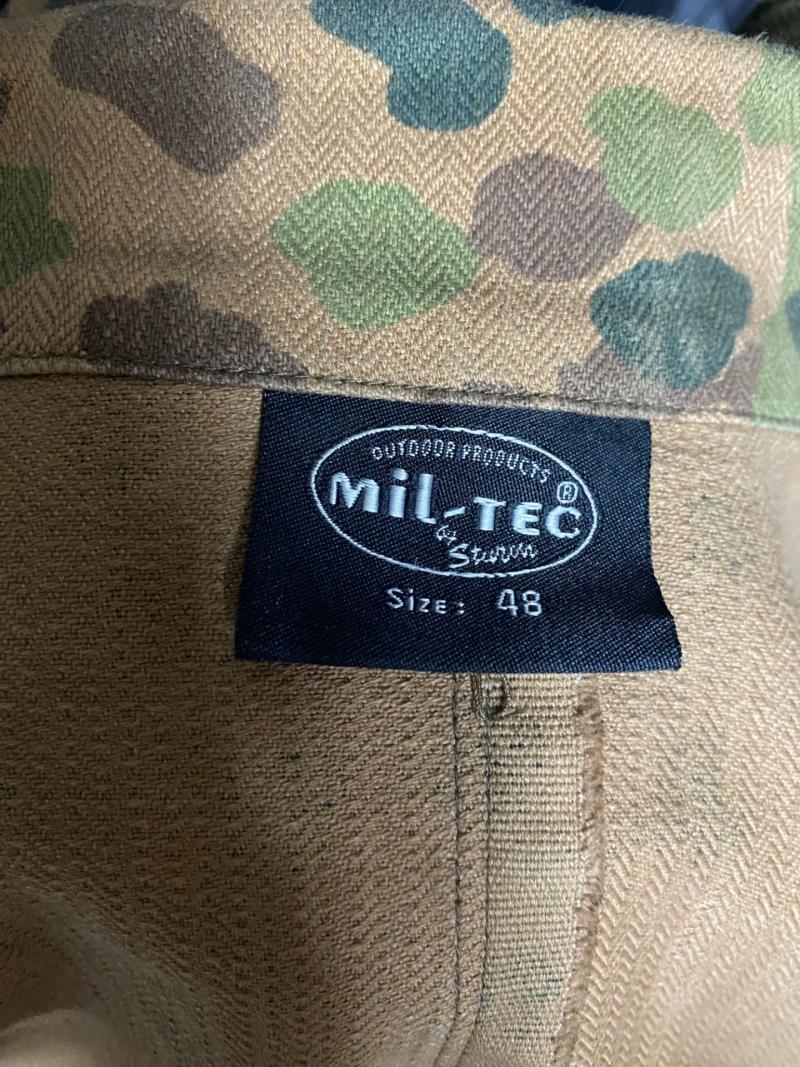 OUTDOOR PRODUCTS
MiL-TEC ®
by
Sturm
Size: 48